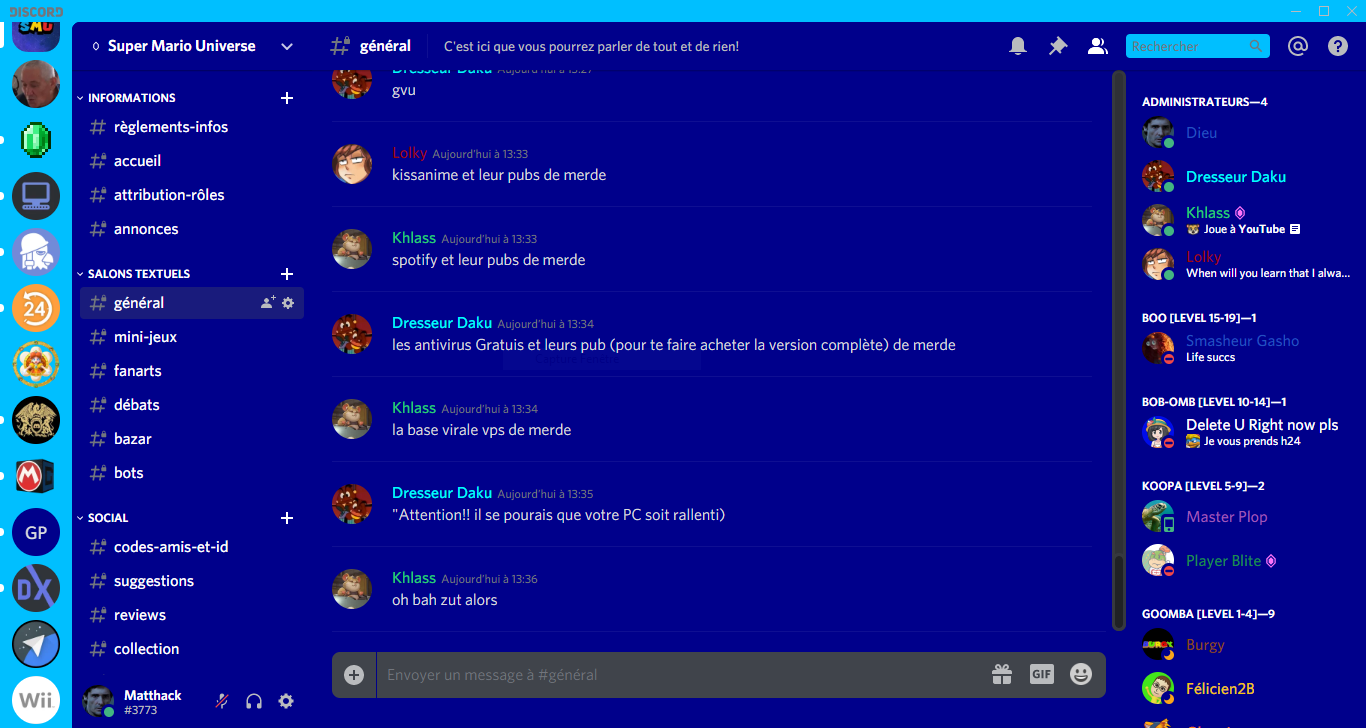 DISCORD
SMU
24
M
GP
DX
Wii
Super Mario Universe
INFORMATIONS
règlements-infos
accueil
attribution-rôles
annonces
SALONS TEXTUELS
général
mini-jeux
fanarts
débats
bazar
bots
SOCIAL
codes-amis-et-id
suggestions
reviews
collection
Matthack
#3773
général
C'est ici que vous pourrez parler de tout et de rien!
Rechercher
Dresseur Daku Aujourd'hui à 13:27
gvu
Lolky Aujourd'hui à 13:33
kissanime et leur pubs de merde
Khlass Aujourd'hui à 13:33
spotify et leur pubs de merde
Dresseur Daku Aujourd'hui à 13:34
les antivirus Gratuis et leurs pub (pour te faire acheter la version complète) de merde
Khlass Aujourd'hui à 13:34
la base virale vps de merde
Dresseur Daku Aujourd'hui à 13:35
"Attention!! il se pourais que votre PC soit rallenti)
Khlass Aujourd'hui à 13:36
oh bah zut alors
Envoyer un message à #général
GIF
ADMINISTRATEURS—4
Dieu
Dresseur Daku
Khlass
Joue à YouTube
Lolky
When will you learn that I alwa...
BOO [LEVEL 15-19]—1
Smasheur Gasho
Life succs
BOB-OMB [LEVEL 10-14]—1
Delete U Right now pls
Je vous prends h24
KOOPA [LEVEL 5-9]—2
Master Plop
Player Blite
GOOMBA [LEVEL 1-4]—9
BURGY
Burgy
Félicien2B